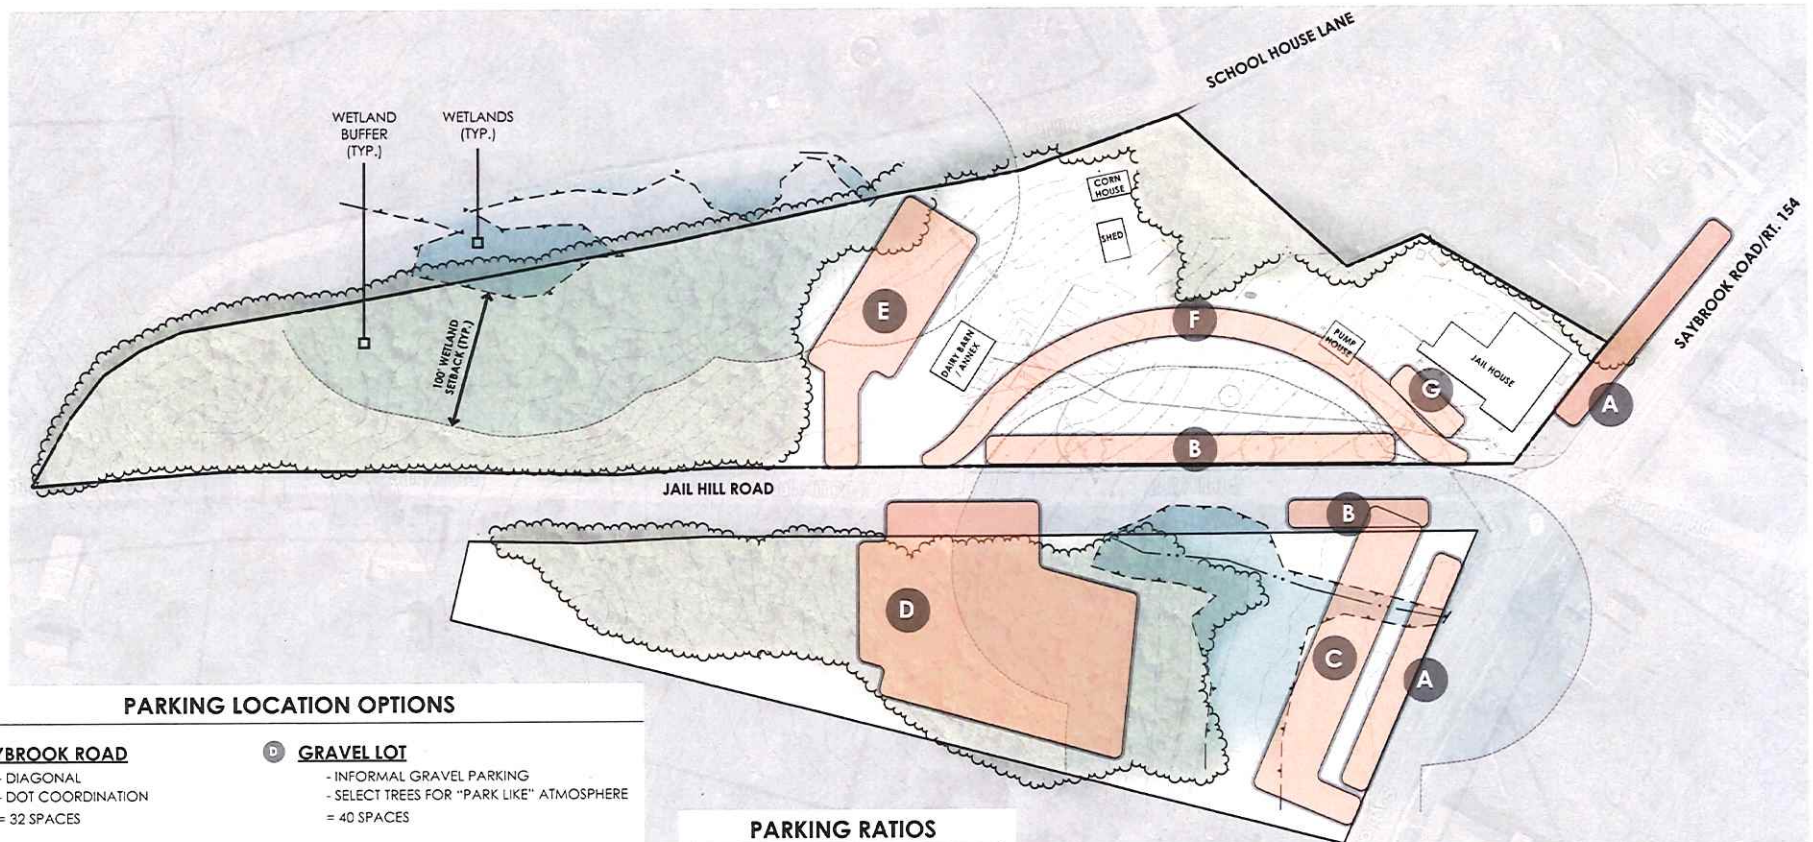 SCHOOL HOUSE LANE
WETLAND
BUFFER
(TYP.)
WETLANDS
(TYP.)
CORN
HOUSE
SHED
SAYBROOK ROAD/RT. 154
E
F
DAIRY BARN
/ ANNEX
PUMP
HOUSE
JAIL HOUSE
100' WETLAND
SETBACK (TYP.)
G
A
B
JAIL HILL ROAD
B
D
C
A
PARKING LOCATION OPTIONS
YBROOK ROAD
- DIAGONAL
- DOT COORDINATION
= 32 SPACES
D GRAVEL LOT
- INFORMAL GRAVEL PARKING
- SELECT TREES FOR "PARK LIKE" ATMOSPHERE
= 40 SPACES
PARKING RATIOS